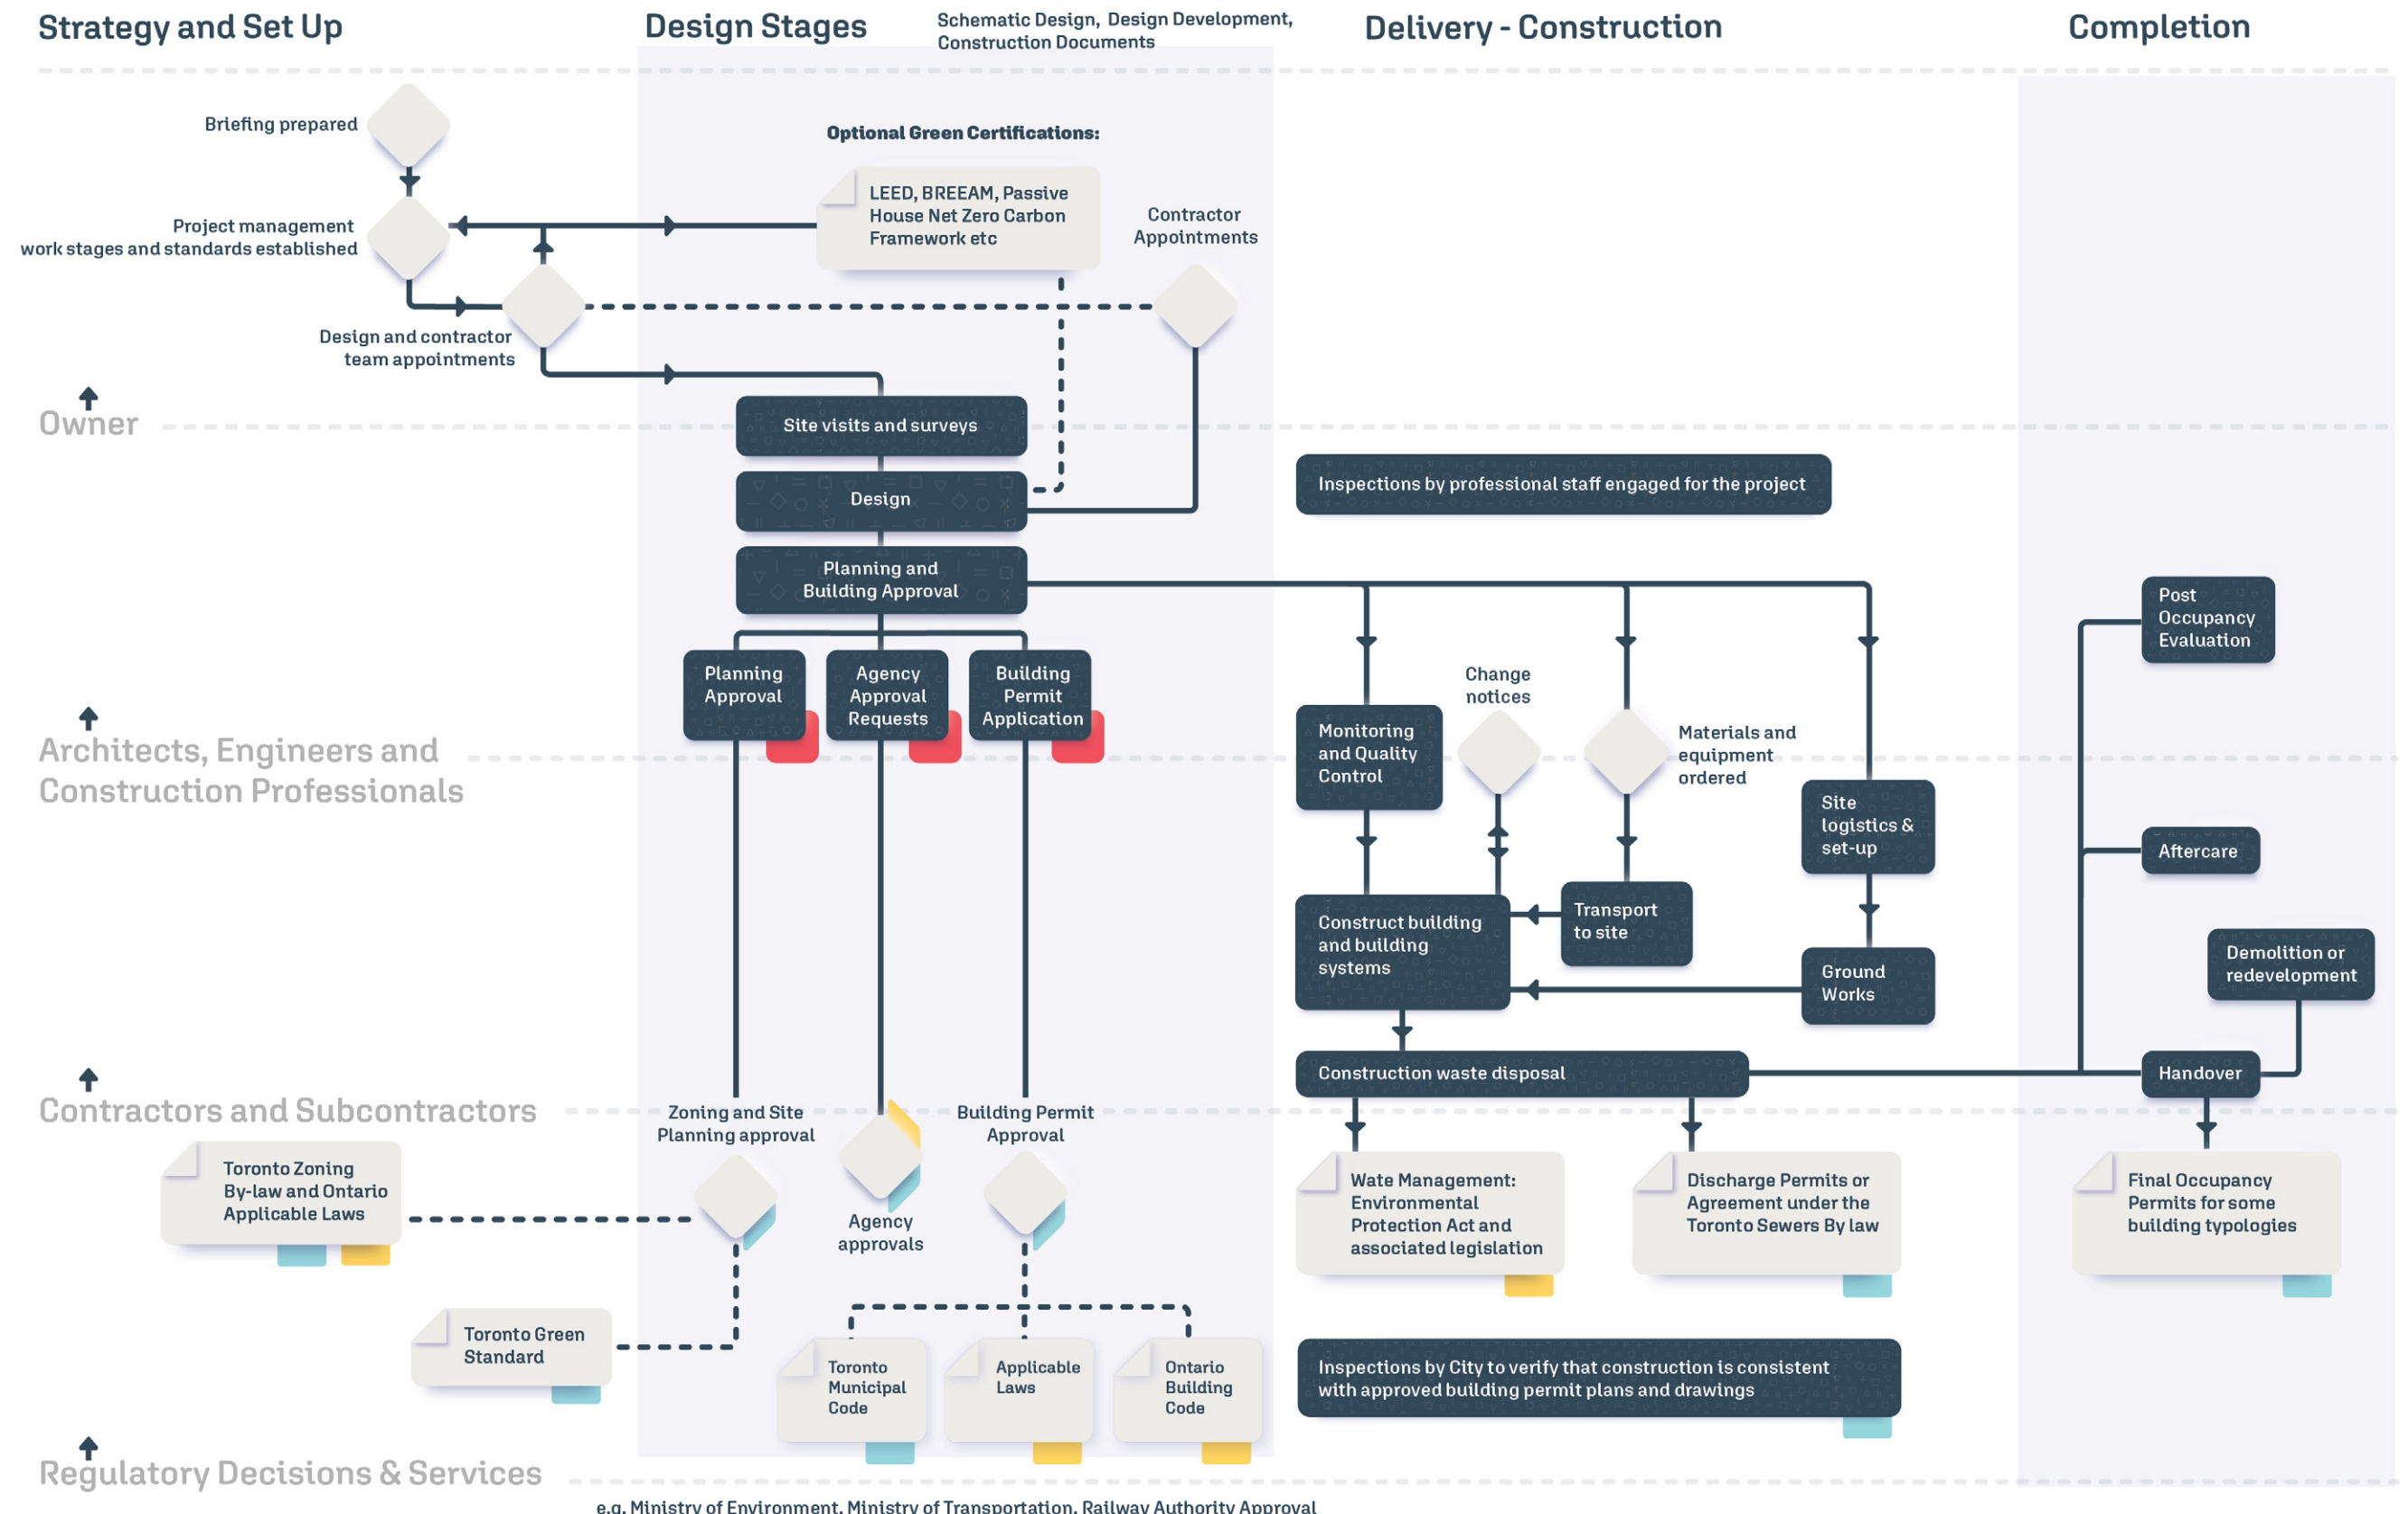 Strategy and Set Up
Design Stages
Schematic Design, Design Development,
Construction Documents
Delivery - Construction
Completion
Briefing prepared
Project management
work stages and standards established
Design and contractor
team appointments
Optional Green Certifications:
LEED, BREEAM, Passive
House Net Zero Carbon
Framework etc
Contractor
Appointments
Owner
Site visits and surveys
Design
Planning and
Building Approval
Planning
Approval
Agency
Approval
Requests
Building
Permit
Application
Inspections by professional staff engaged for the project
Architects, Engineers and
Construction Professionals
Monitoring
and Quality
Control
Change
notices
Materials and
equipment
ordered
Site
logistics &
set-up
Construct building
and building
systems
Transport
to site
Ground
Works
Construction waste disposal
Post
Occupancy
Evaluation
Aftercare
Demolition or
redevelopment
Handover
Contractors and Subcontractors
Zoning and Site
Planning approval
Agency
approvals
Building Permit
Approval
Toronto Zoning
By-law and Ontario
Applicable Laws
Toronto Green
Standard
Toronto
Municipal
Code
Applicable
Laws
Ontario
Building
Code
Wate Management:
Environmental
Protection Act and
associated legislation
Discharge Permits or
Agreement under the
Toronto Sewers By law
Final Occupancy
Permits for some
building typologies
Inspections by City to verify that construction is consistent
with approved building permit plans and drawings
Regulatory Decisions & Services
e.g. Ministry of Environment, Ministry of Transportation, Railway Authority Approval